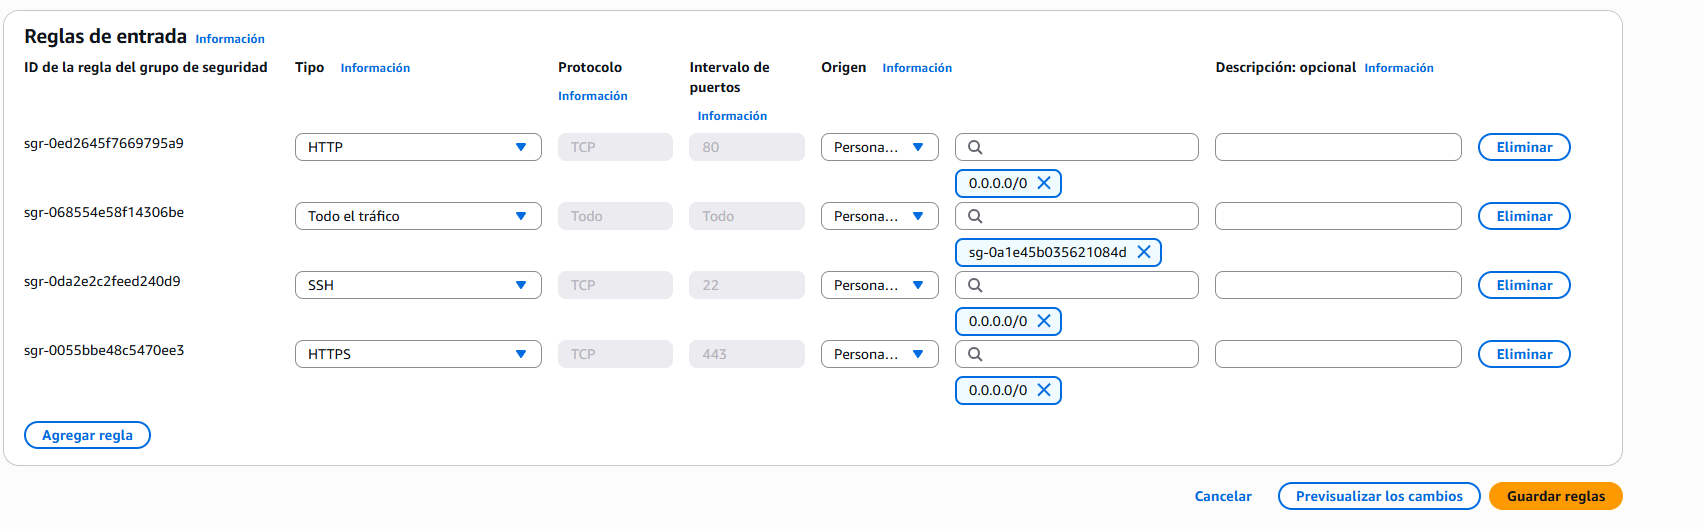 Reglas de entrada Información
ID de la regla del grupo de seguridad Tipo Información Protocolo Información Intervalo de puertos Información Origen Información Descripción: opcional Información
sgr-0ed2645f7669795a9 HTTP TCP 80 Persona... Eliminar
0.0.0.0/0
sgr-068554e58f14306be Todo el tráfico Todo Todo Persona... Eliminar
sg-0a1e45b035621084d
sgr-0da2e2c2feed240d9 SSH TCP 22 Persona... Eliminar
0.0.0.0/0
sgr-0055bbe48c5470ee3 HTTPS TCP 443 Persona... Eliminar
0.0.0.0/0
Agregar regla
Cancelar Previsualizar los cambios Guardar reglas